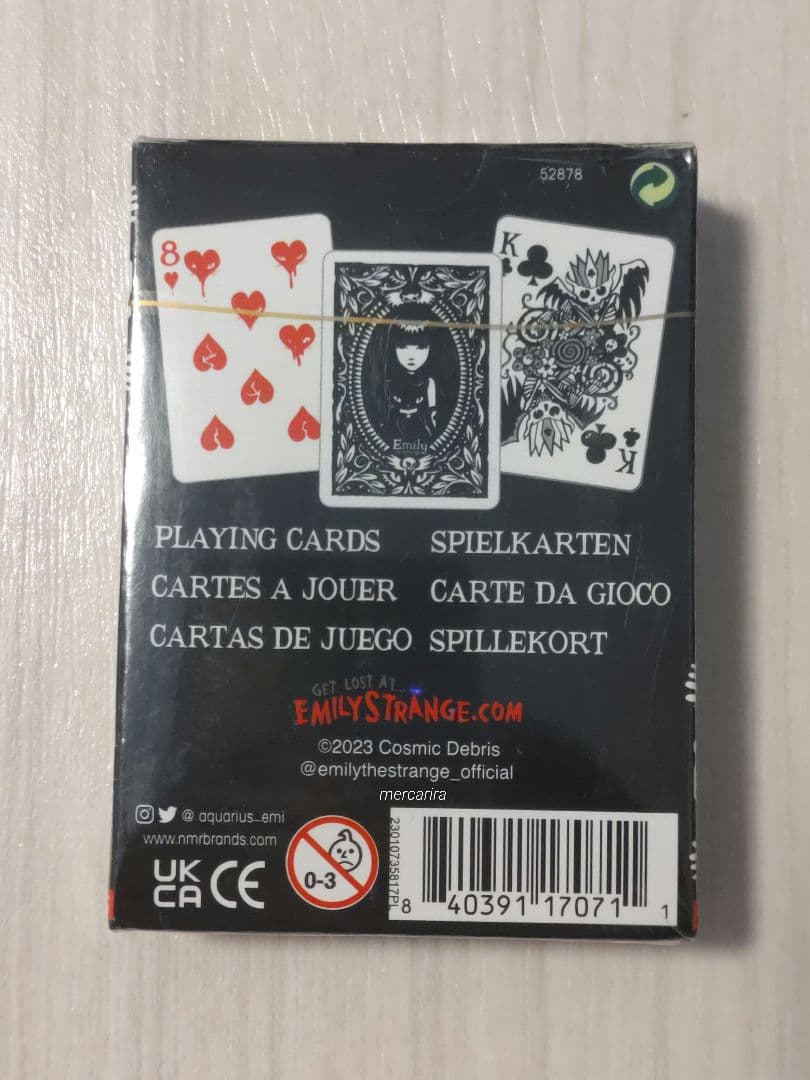 52878
8
K
Emily
K
PLAYING CARDS
SPIELKARTEN
CARTES A JOUER
CARTE DA GIOCO
CARTAS DE JUEGO
SPILLEKORT
GET LOST AT...
EMILYSTRANGE.COM
©2023 Cosmic Debris
@emilythestrange_official
mercarira
@ aquarius_emi
www.nmrbrands.com
UK
CA CE
0-3
23010735817PL
8 40391 17071 1